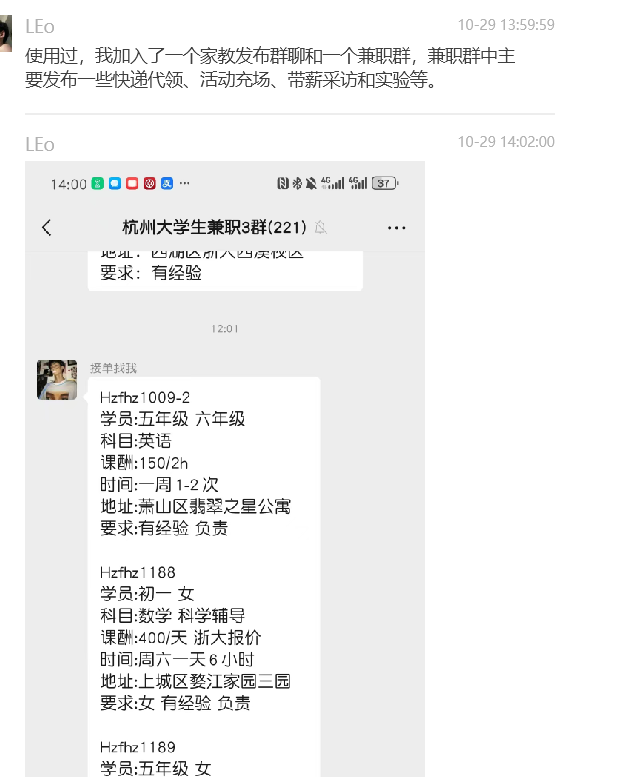 LEo
10-29 13:59:59
使用过，我加入了一个家教发布群聊和一个兼职群，兼职群中主
要发布一些快递代领、活动充场、带薪采访和实验等。
LEo
10-29 14:02:00
14:00
4G 4G 37
杭州大学生兼职3群(221)
地址：西湖区浙大西溪校区
要求：有经验
12:01
接单找我
Hzfhz1009-2
学员:五年级 六年级
科目:英语
课酬:150/2h
时间:一周1-2次
地址:萧山区翡翠之星公寓
要求:有经验 负责
Hzfhz1188
学员:初一 女
科目:数学 科学辅导
课酬:400/天 浙大报价
时间:周六一天6小时
地址:上城区婺江家园三园
要求:女 有经验 负责
Hzfhz1189
学员:五年级 女